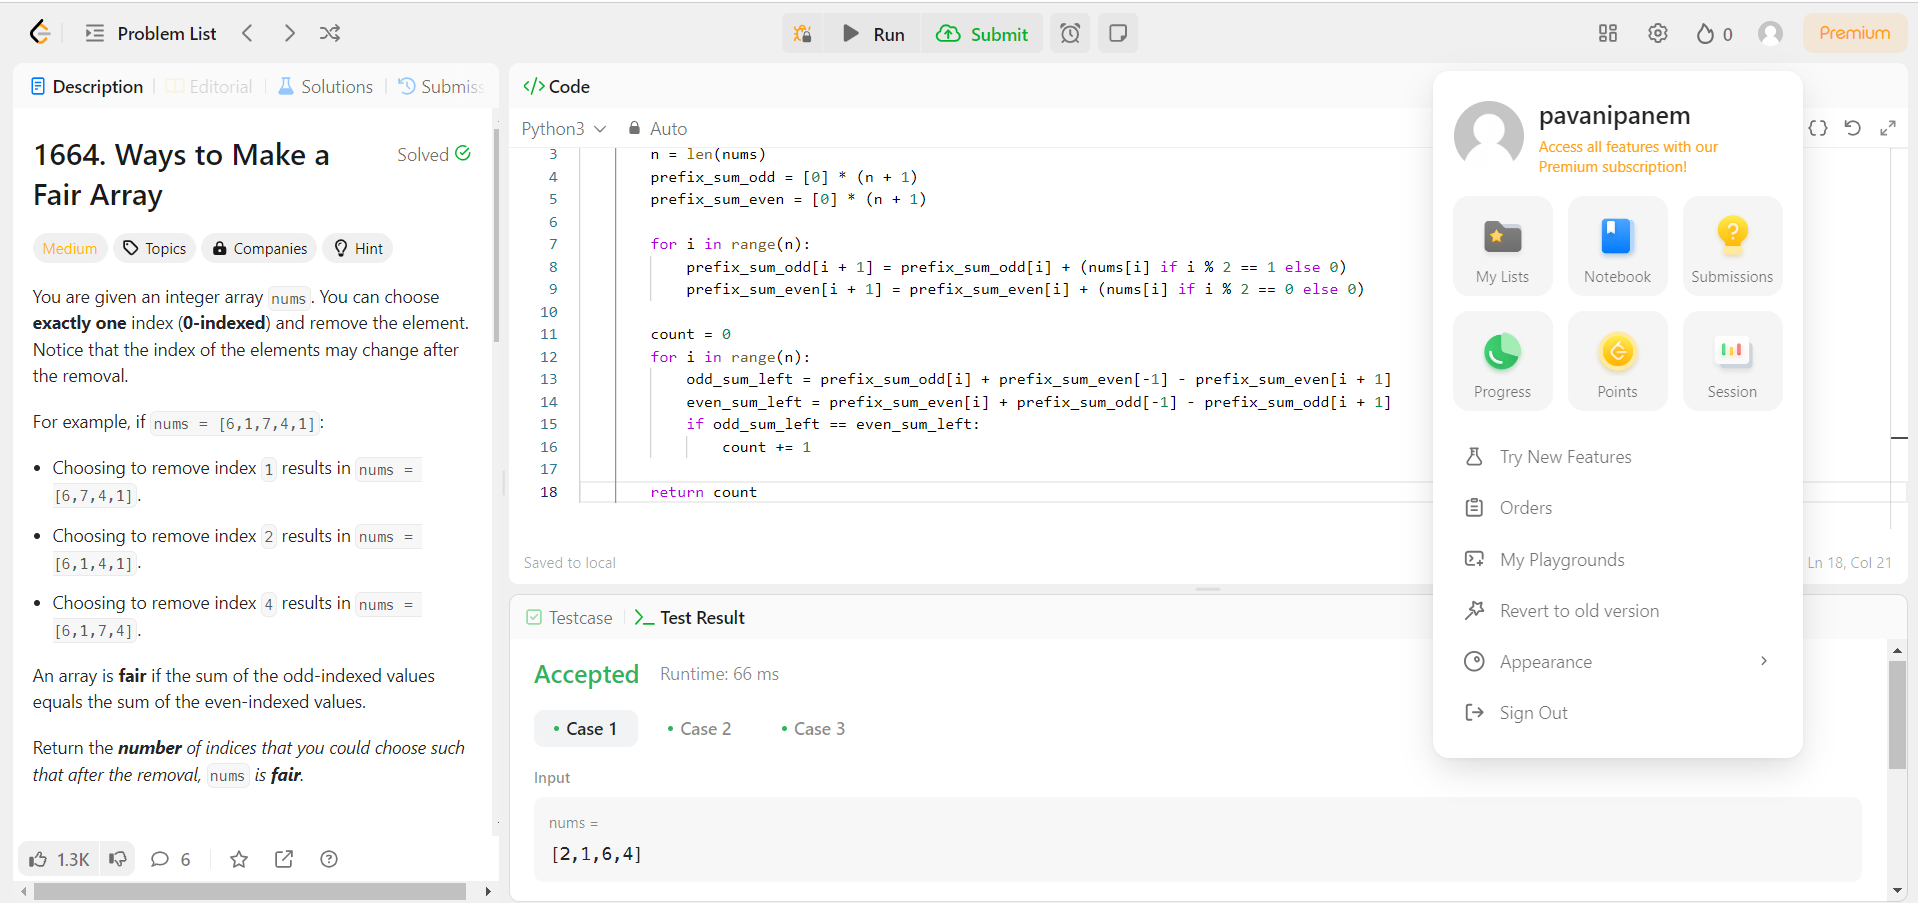 Problem List
Run
Submit
0
Premium
Description
Editorial
Solutions
Submiss
1664. Ways to Make a
Fair Array
Solved
Medium
Topics
Companies
Hint
You are given an integer array nums. You can choose
exactly one index (0-indexed) and remove the element.
Notice that the index of the elements may change after
the removal.
For example, if nums = [6,1,7,4,1]:
• Choosing to remove index 1 results in nums =
[6,7,4,1].
• Choosing to remove index 2 results in nums =
[6,1,4,1].
• Choosing to remove index 4 results in nums =
[6,1,7,4].
An array is fair if the sum of the odd-indexed values
equals the sum of the even-indexed values.
Return the number of indices that you could choose such
that after the removal, nums is fair.
1.3K
6
</> Code
Python3
Auto
3 n = len(nums)
4 prefix_sum_odd = [0] * (n + 1)
5 prefix_sum_even = [0] * (n + 1)
6
7 for i in range(n):
8 prefix_sum_odd[i + 1] = prefix_sum_odd[i] + (nums[i] if i % 2 == 1 else 0)
9 prefix_sum_even[i + 1] = prefix_sum_even[i] + (nums[i] if i % 2 == 0 else 0)
10
11 count = 0
12 for i in range(n):
13 odd_sum_left = prefix_sum_odd[i] + prefix_sum_even[-1] - prefix_sum_even[i + 1]
14 even_sum_left = prefix_sum_even[i] + prefix_sum_odd[-1] - prefix_sum_odd[i + 1]
15 if odd_sum_left == even_sum_left:
16 count += 1
17
18 return count
Saved to local
Ln 18, Col 21
Testcase
Test Result
Accepted
Runtime: 66 ms
• Case 1
• Case 2
• Case 3
Input
nums =
[2,1,6,4]
pavanipanem
Access all features with our
Premium subscription!
My Lists
Notebook
Submissions
Progress
Points
Session
Try New Features
Orders
My Playgrounds
Revert to old version
Appearance
Sign Out